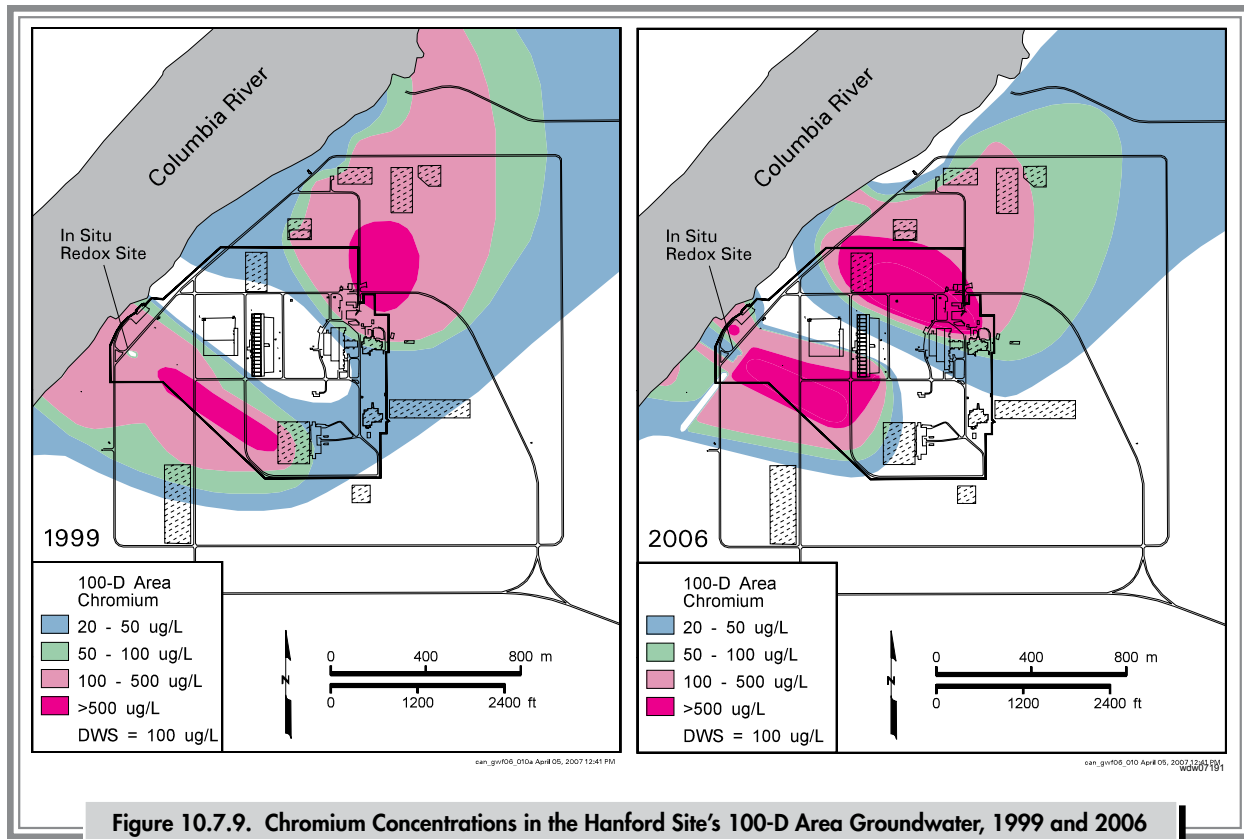 Columbia River
In Situ
Redox Site
1999
100-D Area
Chromium
20 - 50 ug/L
50 - 100 ug/L
100 - 500 ug/L
>500 ug/L
DWS = 100 ug/L
N
0 400 800 m
0 1200 2400 ft
can_gwf06_010a April 05, 2007 12:41 PM
Columbia River
In Situ
Redox Site
2006
100-D Area
Chromium
20 - 50 ug/L
50 - 100 ug/L
100 - 500 ug/L
>500 ug/L
DWS = 100 ug/L
N
0 400 800 m
0 1200 2400 ft
can_gwf06_010 April 05, 2007 12:41 PM
wdw07191
Figure 10.7.9. Chromium Concentrations in the Hanford Site's 100-D Area Groundwater, 1999 and 2006